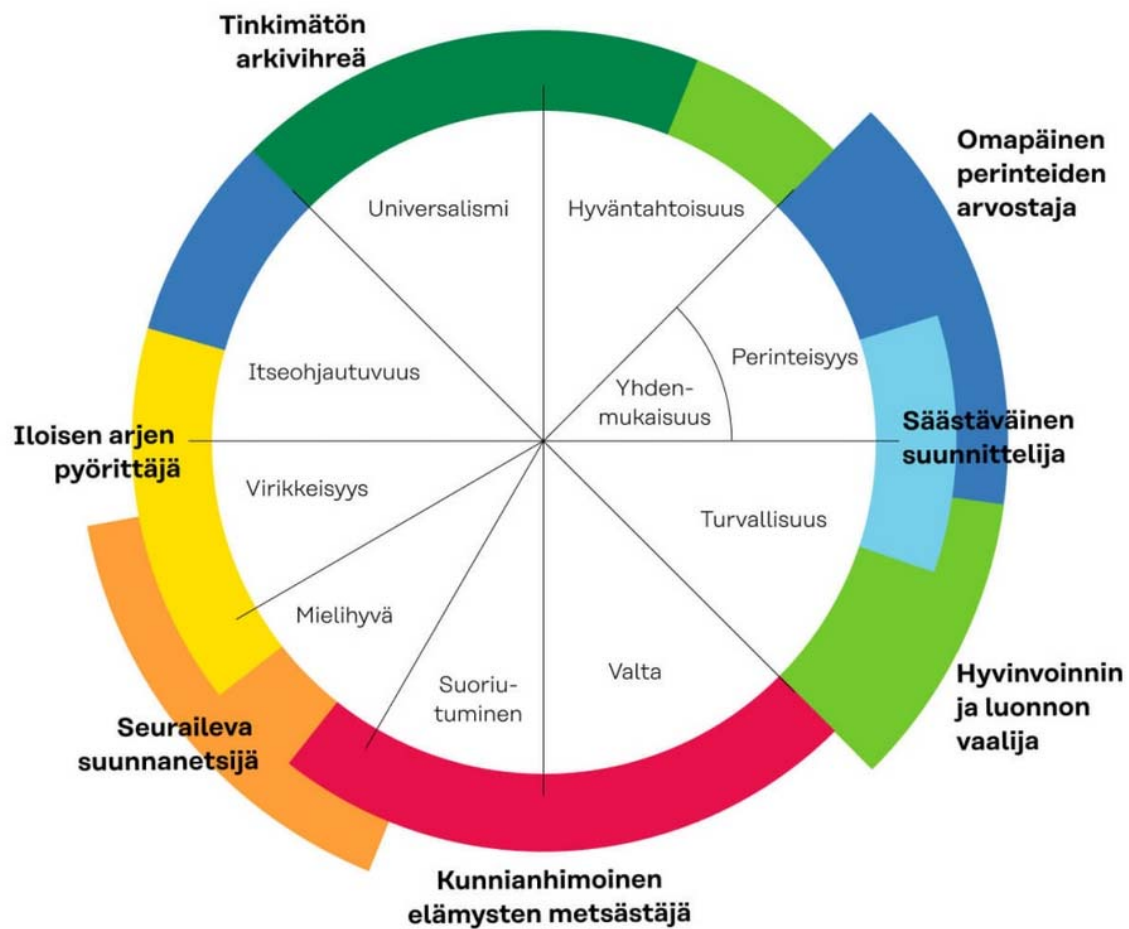 Tinkimätön
arkivihreä
Omapäinen
perinteiden
arvostaja
Universalismi
Hyväntahtoisuus
Perinteisyys
Yhden-
mukaisuus
Itseohjautuvuus
Iloisen arjen
pyörittäjä
Säästäväinen
suunnittelija
Virikkeisyys
Turvallisuus
Mielihyvä
Suoriu-
tuminen
Valta
Hyvinvoinnin
ja luonnon
vaalija
Seuraileva
suunnanetsijä
Kunnianhimoinen
elämysten metsästäjä